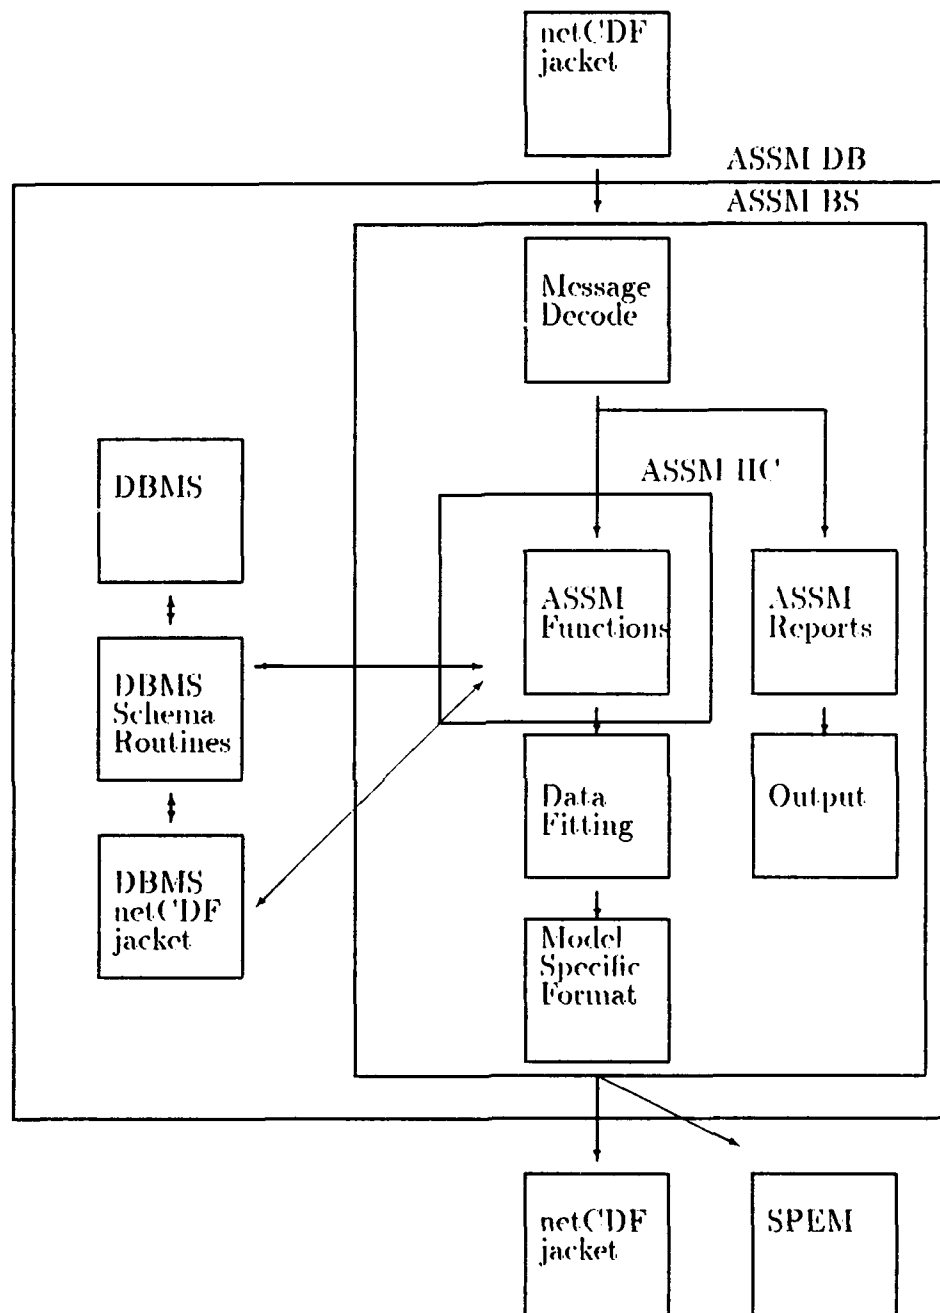 netCDF
jacket
ASSM DB
ASSM BS
Message
Decode
ASSM HC
DBMS
ASSM
Functions
ASSM
Reports
DBMS
Schema
Routines
Data
Fitting
Output
DBMS
netCDF
jacket
Model
Specific
Format
netCDF
jacket
SPEM